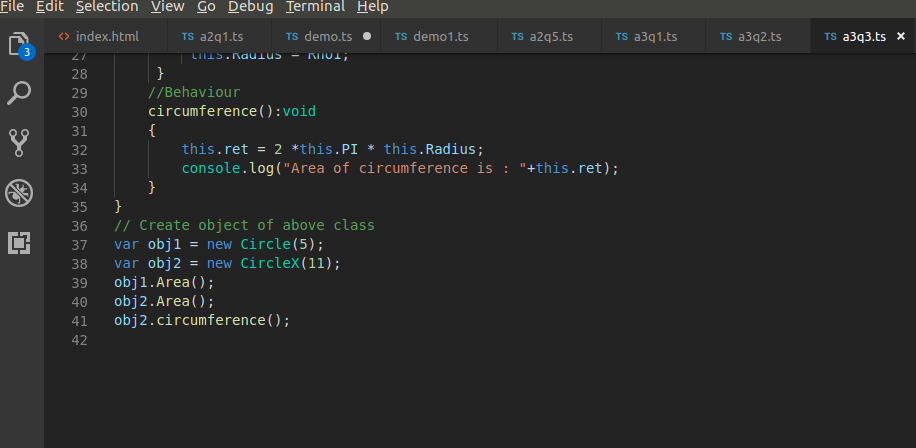 File Edit Selection View Go Debug Terminal Help
<> index.html TS a2q1.ts TS demo.ts TS demo1.ts TS a2q5.ts TS a3q1.ts TS a3q2.ts TS a3q3.ts ×
3
27 this.Radius = Rno1;
28 }
29 //Behaviour
30 circumference():void
31 {
32 this.ret = 2 *this.PI * this.Radius;
33 console.log("Area of circumference is : "+this.ret);
34 }
35 }
36 // Create object of above class
37 var obj1 = new Circle(5);
38 var obj2 = new CircleX(11);
39 obj1.Area();
40 obj2.Area();
41 obj2.circumference();
42